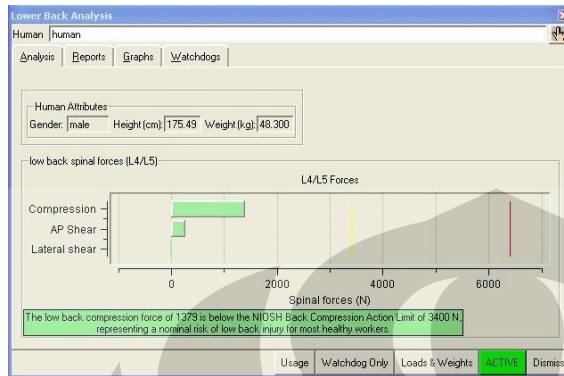 Lower Back Analysis
Human human
Analysis Reports Graphs Watchdogs
Human Attributes
Gender: male Height(cm): 175.49 Weight (kg): 48.300
low back spinal forces (L4/L5)
L4/L5 Forces
Compression
AP Shear
Lateral shear
0 2000 4000 6000
Spinal forces (N)
The low back compression force of 1379 is below the NIOSH Back Compression Action Limit of 3400 N,
representing a nominal risk of low back injury for most healthy workers.
Usage Watchdog Only Loads & Weights ACTIVE Dismiss